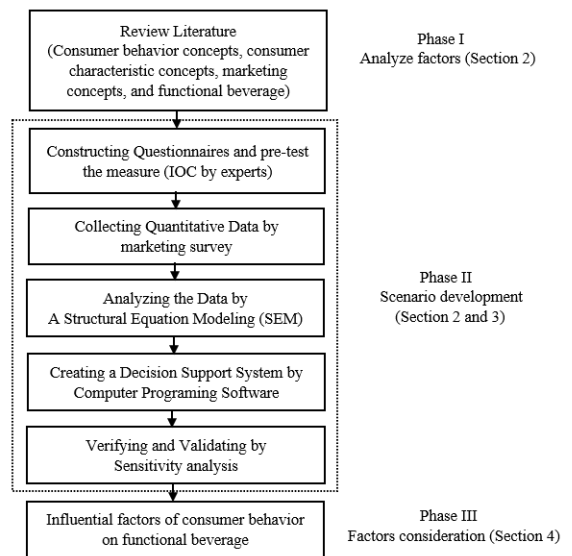 Review Literature
(Consumer behavior concepts, consumer
characteristic concepts, marketing
concepts, and functional beverage)
Phase I
Analyze factors (Section 2)
Constructing Questionnaires and pre-test
the measure (IOC by experts)
Collecting Quantitative Data by
marketing survey
Analyzing the Data by
A Structural Equation Modeling (SEM)
Creating a Decision Support System by
Computer Programing Software
Verifying and Validating by
Sensitivity analysis
Phase II
Scenario development
(Section 2 and 3)
Influential factors of consumer behavior
on functional beverage
Phase III
Factors consideration (Section 4)